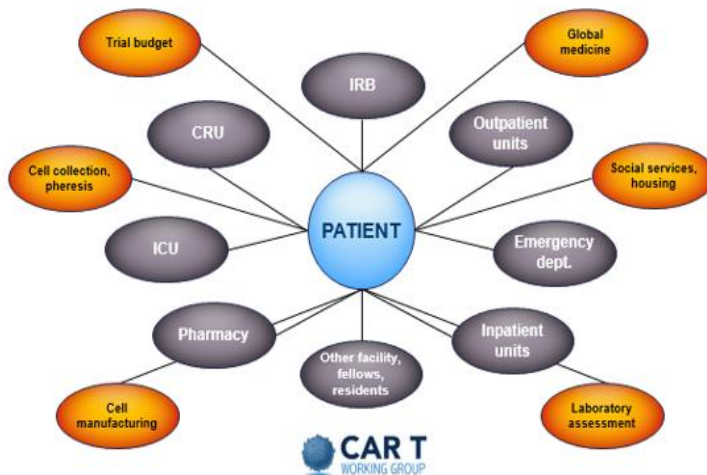 Trial budget
Global
medicine
IRB
CRU
Outpatient
units
Cell collection,
pheresis
Social services,
housing
PATIENT
ICU
Emergency
dept.
Pharmacy
Inpatient
units
Other facility,
fellows,
residents
Cell
manufacturing
Laboratory
assessment
CAR T
WORKING GROUP